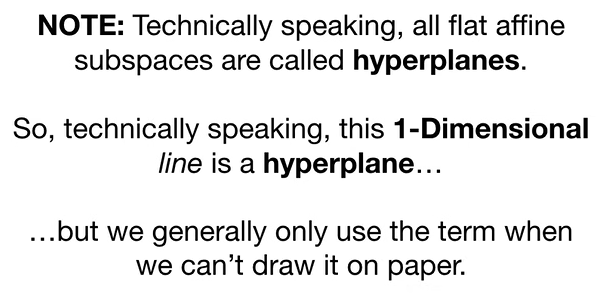 NOTE: Technically speaking, all flat affine
subspaces are called hyperplanes.
So, technically speaking, this 1-Dimensional
line is a hyperplane…
…but we generally only use the term when
we can’t draw it on paper.